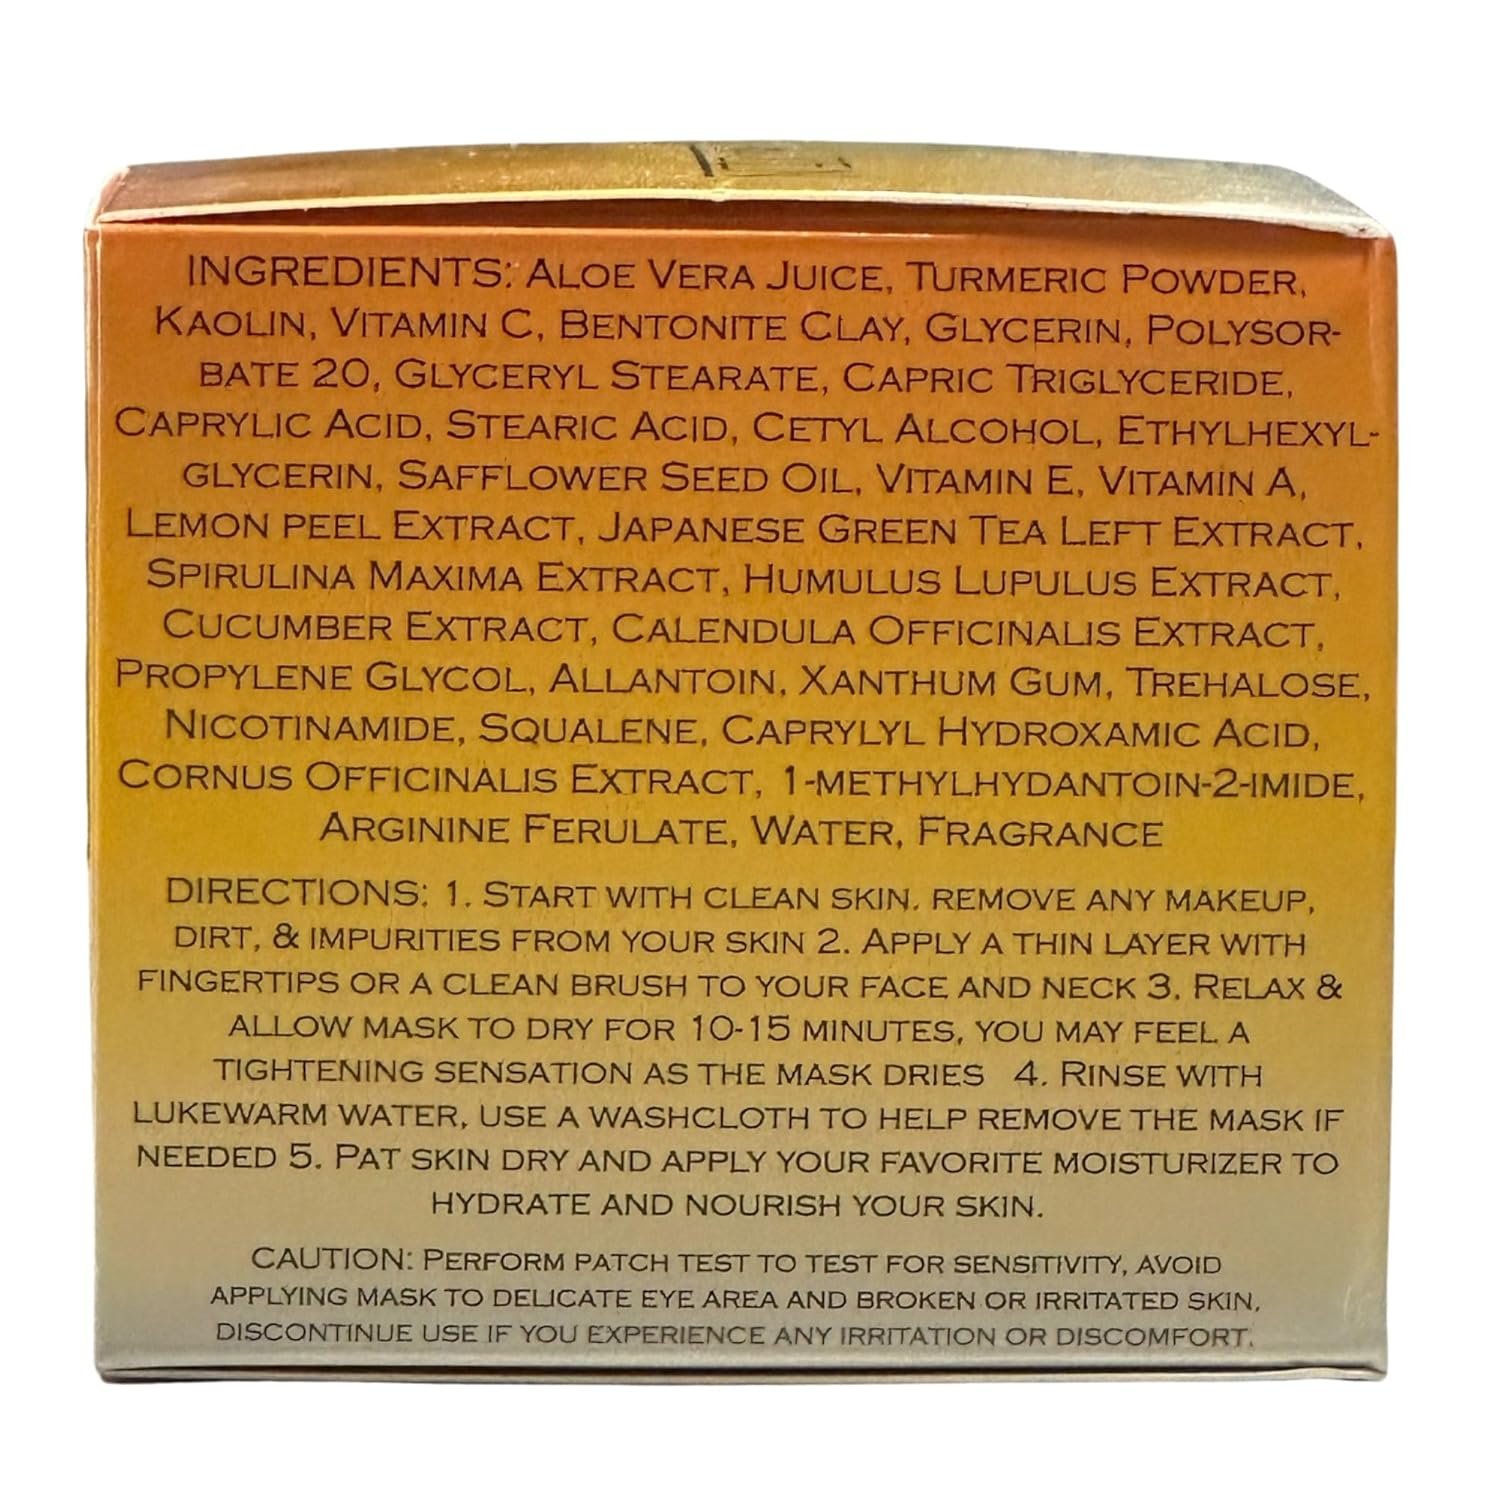 INGREDIENTS: ALOE VERA JUICE, TURMERIC POWDER,
KAOLIN, VITAMIN C, BENTONITE CLAY, GLYCERIN, POLYSOR-
BATE 20, GLYCERYL STEARATE, CAPRIC TRIGLYCERIDE,
CAPRYLIC ACID, STEARIC ACID, CETYL ALCOHOL, ETHYLHEXYL-
GLYCERIN, SAFFLOWER SEED OIL, VITAMIN E, VITAMIN A,
LEMON PEEL EXTRACT, JAPANESE GREEN TEA LEFT EXTRACT,
SPIRULINA MAXIMA EXTRACT, HUMULUS LUPULUS EXTRACT,
CUCUMBER EXTRACT, CALENDULA OFFICINALIS EXTRACT,
PROPYLENE GLYCOL, ALLANTOIN, XANTHUM GUM, TREHALOSE,
NICOTINAMIDE, SQUALENE, CAPRYLYL HYDROXAMIC ACID,
CORNUS OFFICINALIS EXTRACT, 1-METHYLHYDANTOIN-2-IMIDE,
ARGININE FERULATE, WATER, FRAGRANCE
DIRECTIONS: 1. START WITH CLEAN SKIN. REMOVE ANY MAKEUP,
DIRT, & IMPURITIES FROM YOUR SKIN 2. APPLY A THIN LAYER WITH
FINGERTIPS OR A CLEAN BRUSH TO YOUR FACE AND NECK 3. RELAX &
ALLOW MASK TO DRY FOR 10-15 MINUTES, YOU MAY FEEL A
TIGHTENING SENSATION AS THE MASK DRIES 4. RINSE WITH
LUKEWARM WATER, USE A WASHCLOTH TO HELP REMOVE THE MASK IF
NEEDED 5. PAT SKIN DRY AND APPLY YOUR FAVORITE MOISTURIZER TO
HYDRATE AND NOURISH YOUR SKIN.
CAUTION: PERFORM PATCH TEST TO TEST FOR SENSITIVITY, AVOID
APPLYING MASK TO DELICATE EYE AREA AND BROKEN OR IRRITATED SKIN,
DISCONTINUE USE IF YOU EXPERIENCE ANY IRRITATION OR DISCOMFORT.